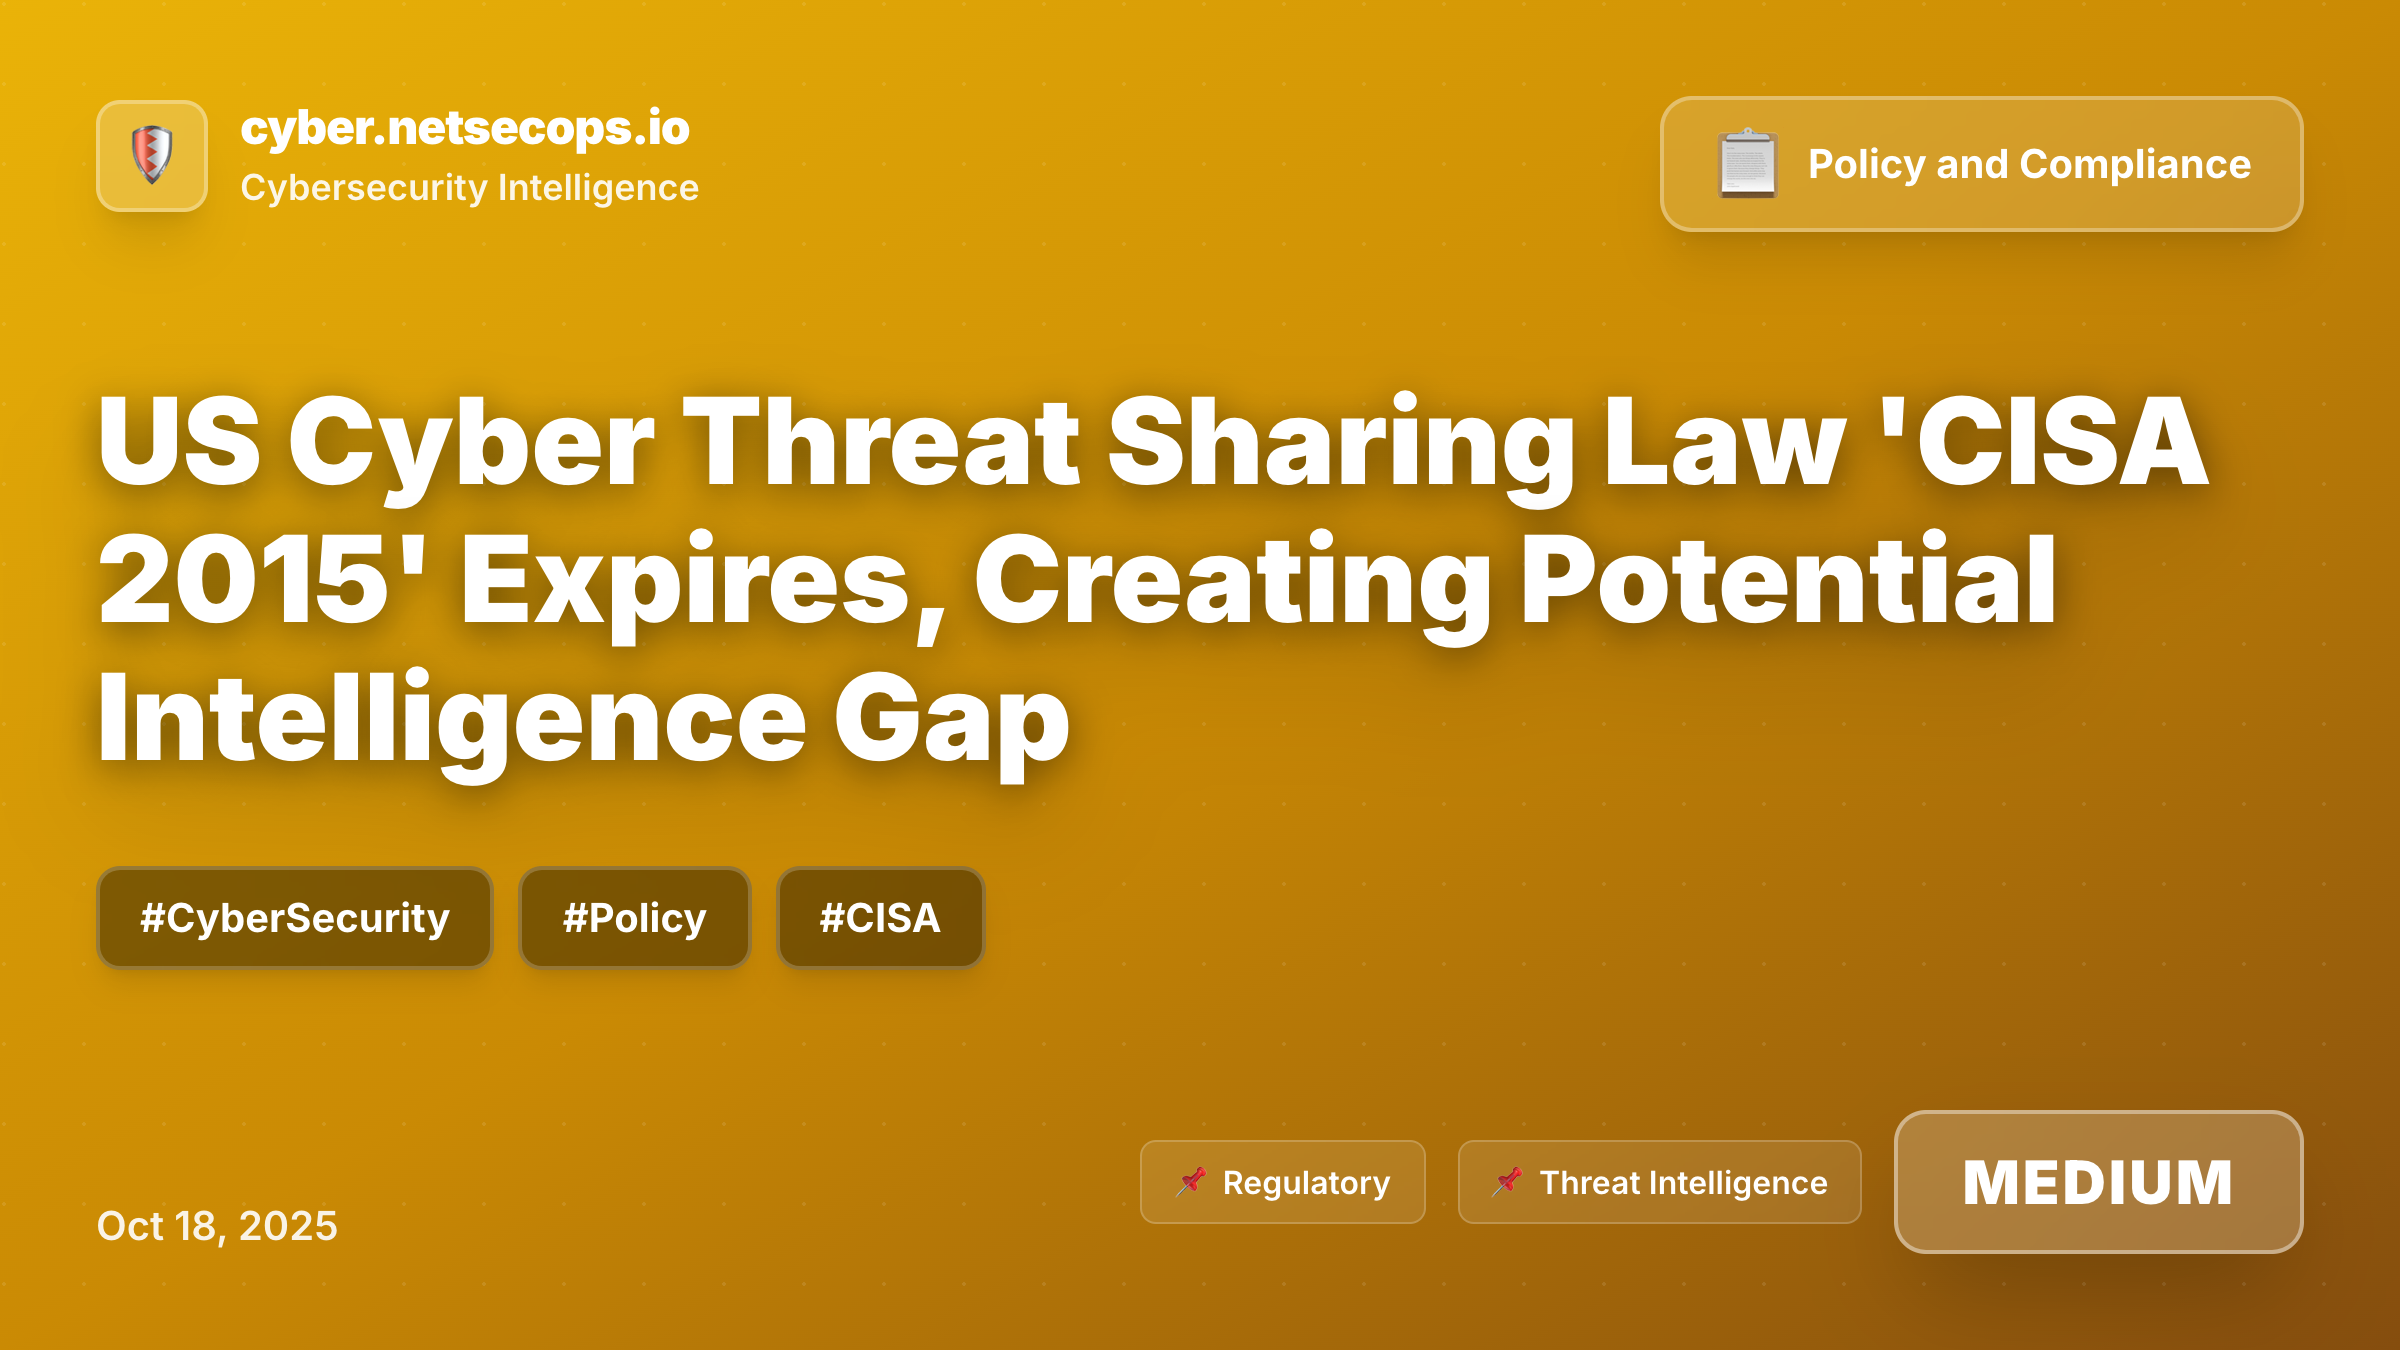 cyber.netsecops.io
Cybersecurity Intelligence
Policy and Compliance
US Cyber Threat Sharing Law 'CISA
2015' Expires, Creating Potential
Intelligence Gap
#CyberSecurity
#Policy
#CISA
Oct 18, 2025
Regulatory
Threat Intelligence
MEDIUM